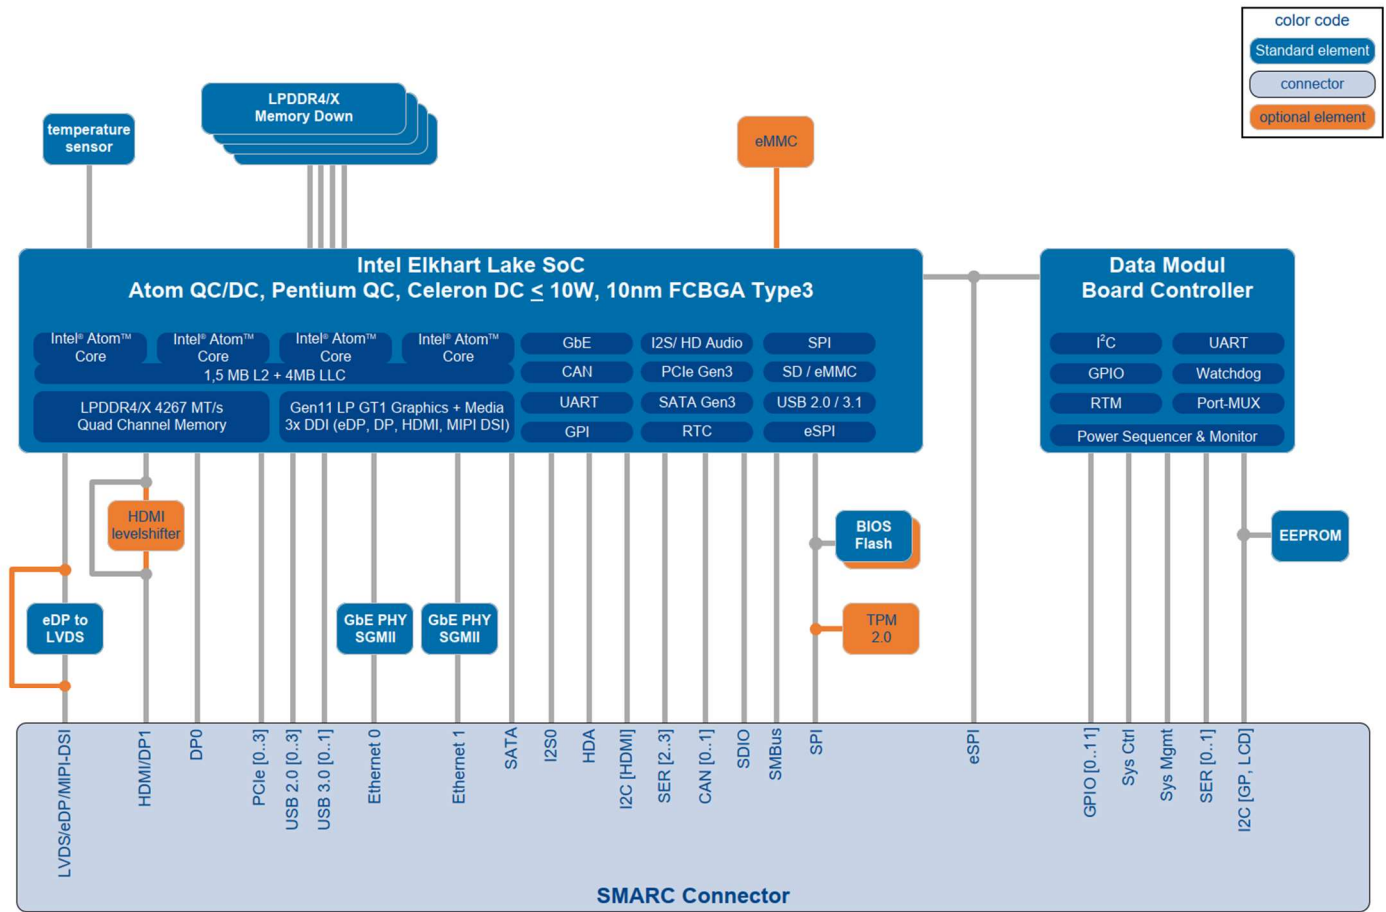 color code
Standard element
connector
optional element
LPDDR4/X
Memory Down
temperature
sensor
eMMC
Intel Elkhart Lake SoC
Atom QC/DC, Pentium QC, Celeron DC ≤ 10W, 10nm FCBGA Type3
Intel® Atom™
Core
Intel® Atom™
Core
Intel® Atom™
Core
Intel® Atom™
Core
1,5 MB L2 + 4MB LLC
LPDDR4/X 4267 MT/s
Quad Channel Memory
Gen11 LP GT1 Graphics + Media
3x DDI (eDP, DP, HDMI, MIPI DSI)
GbE
I2S/ HD Audio
SPI
CAN
PCIe Gen3
SD / eMMC
UART
SATA Gen3
USB 2.0 / 3.1
GPI
RTC
eSPI
Data Modul
Board Controller
I²C
UART
GPIO
Watchdog
RTM
Port-MUX
Power Sequencer & Monitor
HDMI
levelshifter
BIOS
Flash
EEPROM
eDP to
LVDS
GbE PHY
SGMII
GbE PHY
SGMII
TPM
2.0
LVDS/eDP/MIPI-DSI
HDMI/DP1
DP0
PCIe [0..3]
USB 2.0 [0..3]
USB 3.0 [0..1]
Ethernet 0
Ethernet 1
SATA
I2S0
HDA
I2C [HDMI]
SER [2..3]
CAN [0..1]
SDIO
SMBus
SPI
eSPI
GPIO [0..11]
Sys Ctrl
Sys Mgmt
SER [0..1]
I2C [GP, LCD]
SMARC Connector